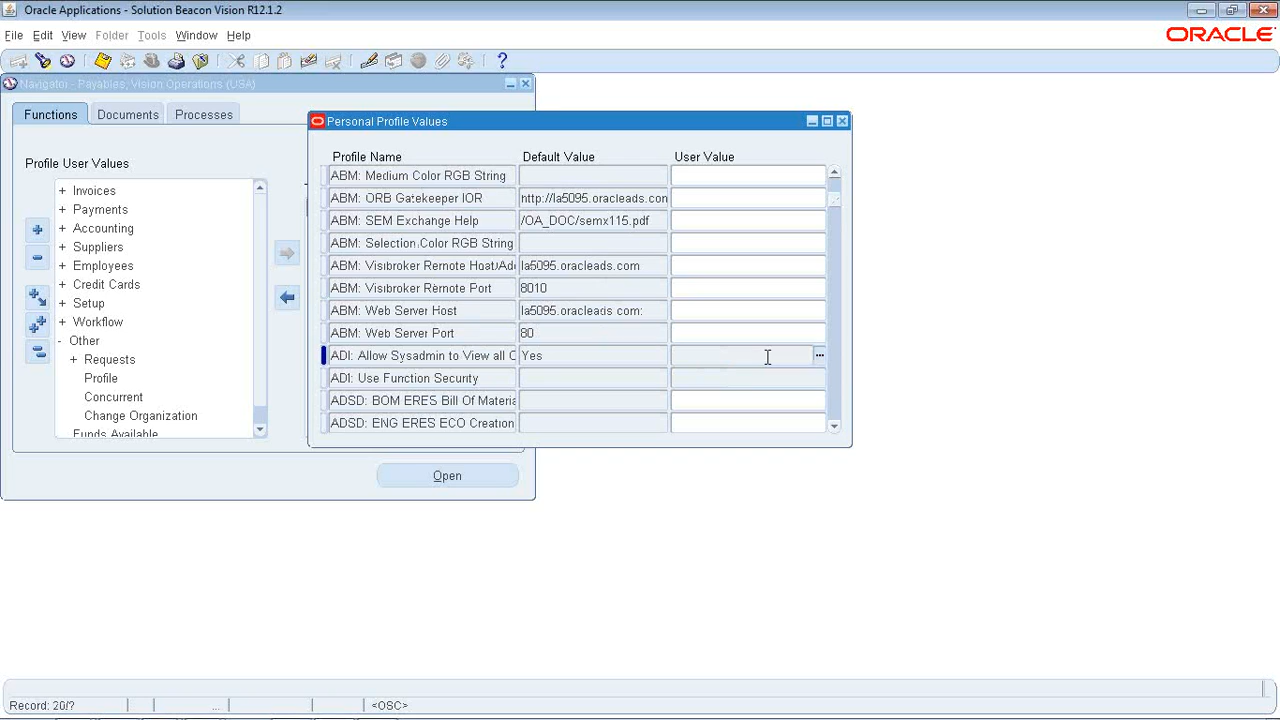 Oracle Applications - Solution Beacon Vision R12.1.2
File Edit View Folder Tools Window Help
ORACLE
Navigator - Payables, Vision Operations (USA)
Functions Documents Processes
Profile User Values
+ Invoices
+ Payments
+ Accounting
+ Suppliers
+ Employees
+ Credit Cards
+ Setup
+ Workflow
- Other
+ Requests
Profile
Concurrent
Change Organization
Funds Available
Open
Personal Profile Values
Profile Name Default Value User Value
ABM: Medium Color RGB String
ABM: ORB Gatekeeper IOR http://la5095.oracleads.con
ABM: SEM Exchange Help /OA_DOC/semx115.pdf
ABM: Selection Color RGB String
ABM: Visibroker Remote Host/Add la5095.oracleads.com
ABM: Visibroker Remote Port 8010
ABM: Web Server Host la5095.oracleads com:
ABM: Web Server Port 80
ADI: Allow Sysadmin to View all C Yes
ADI: Use Function Security
ADSD: BOM ERES Bill Of Materia
ADSD: ENG ERES ECO Creation
Record: 20/? ... <OSC>